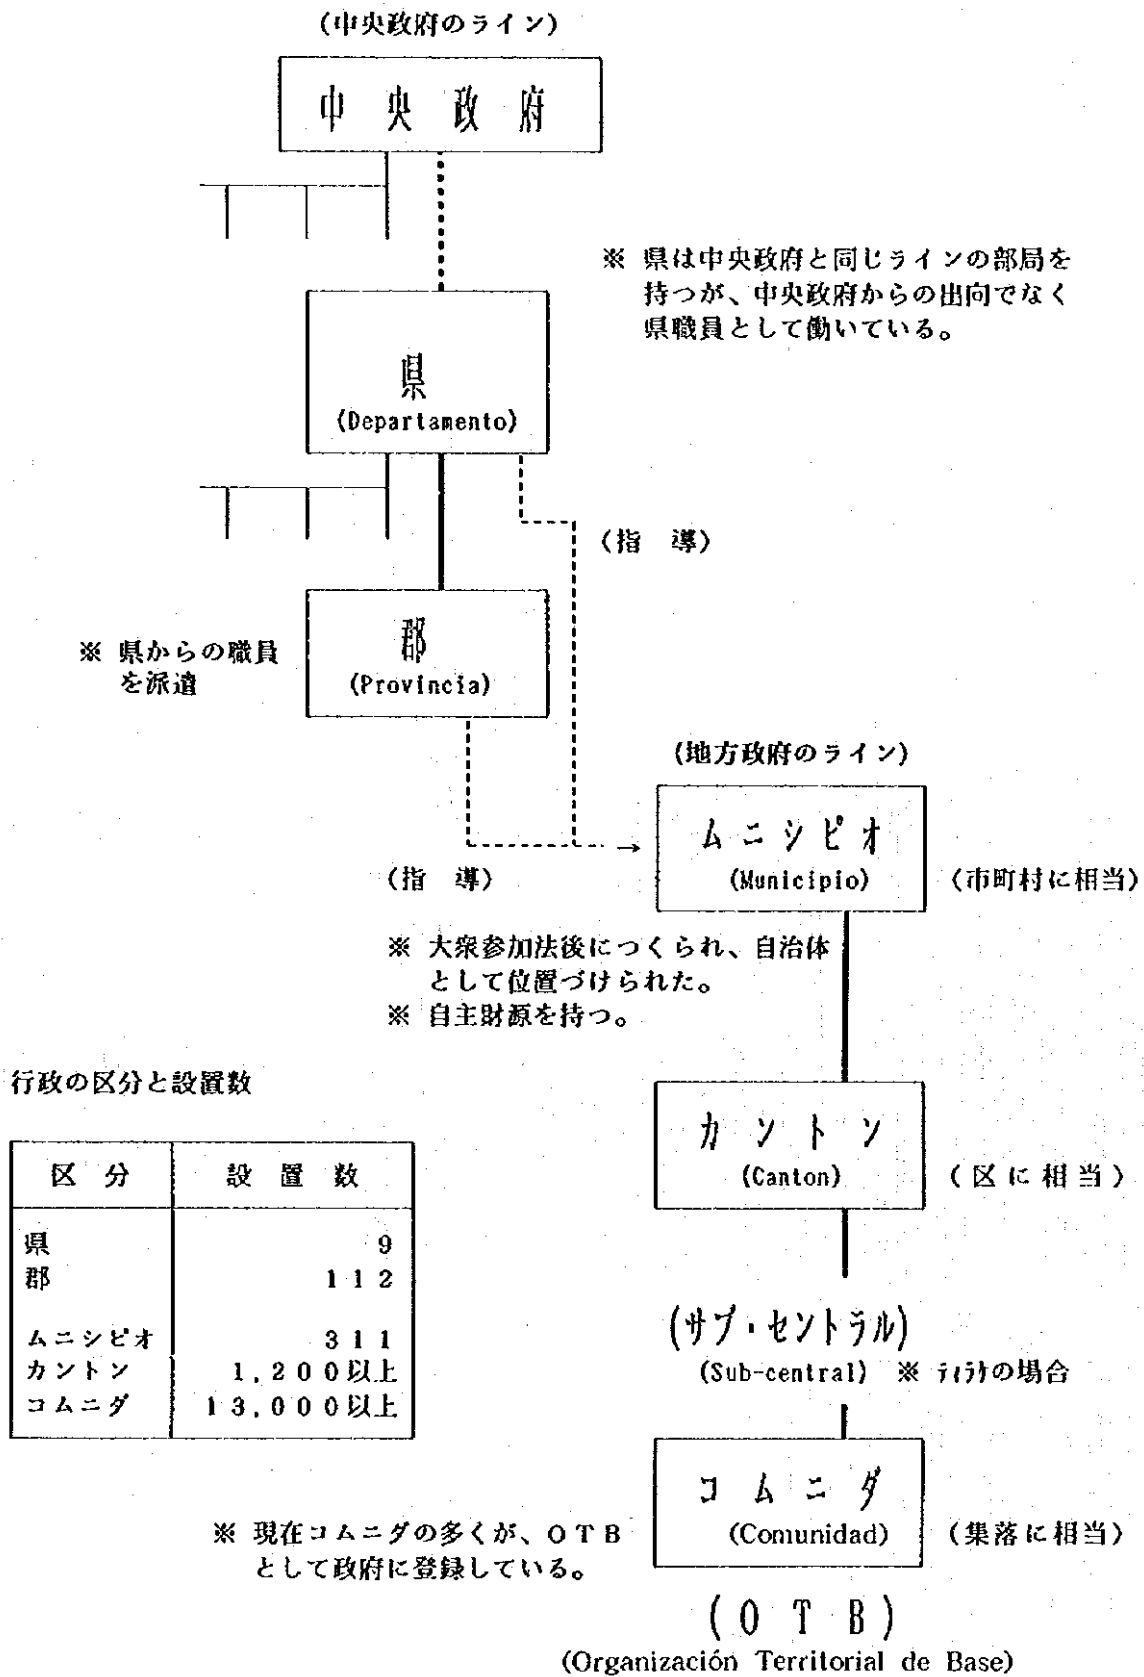 (中央政府のライン)
中央政府
※ 県は中央政府と同じラインの部局を
持つが、中央政府からの出向でなく
県職員として働いている。
県
(Departamento)
(指 導)
※ 県からの職員
を派遣
郡
(Provincia)
(地方政府のライン)
ムニシピオ
(Municipio)
(市町村に相当)
(指 導)
※ 大衆参加法後につくられ、自治体
として位置づけられた。
※ 自主財源を持つ。
カントン
(Canton)
(区に相当)
行政の区分と設置数
区分 設置数
県 9
郡 112
ムニシピオ 311
カントン 1,200以上
コムニダ 13,000以上
(サブ・セントラル)
(Sub-central) ※ の場合
コムニダ
(Comunidad)
(集落に相当)
※ 現在コムニダの多くが、OTB
として政府に登録している。
(OTB)
(Organización Territorial de Base)